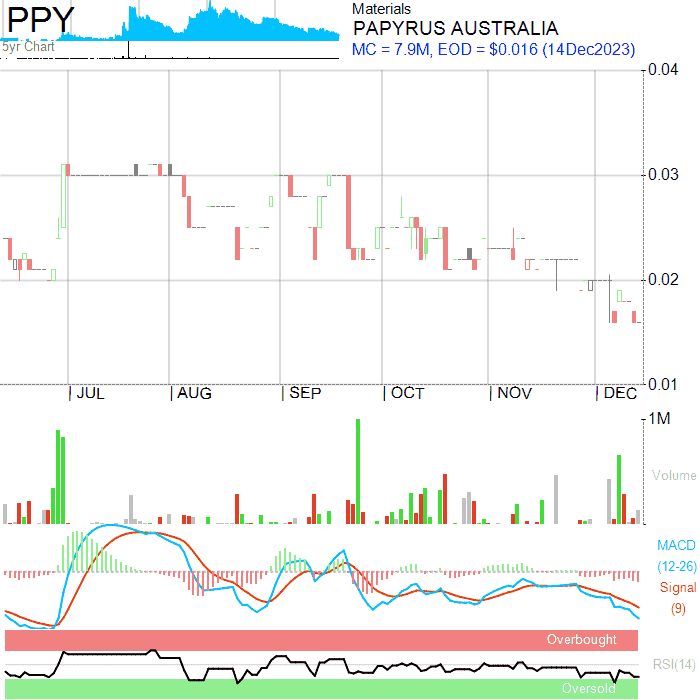 PPY
5yr Chart
Materials
PAPYRUS AUSTRALIA
MC = 7.9M, EOD = $0.016 (14Dec2023)
0.04
0.03
0.02
0.01
JUL
AUG
SEP
OCT
NOV
DEC
1M
Volume
MACD
(12-26)
Signal
(9)
Overbought
RSI(14)
Oversold